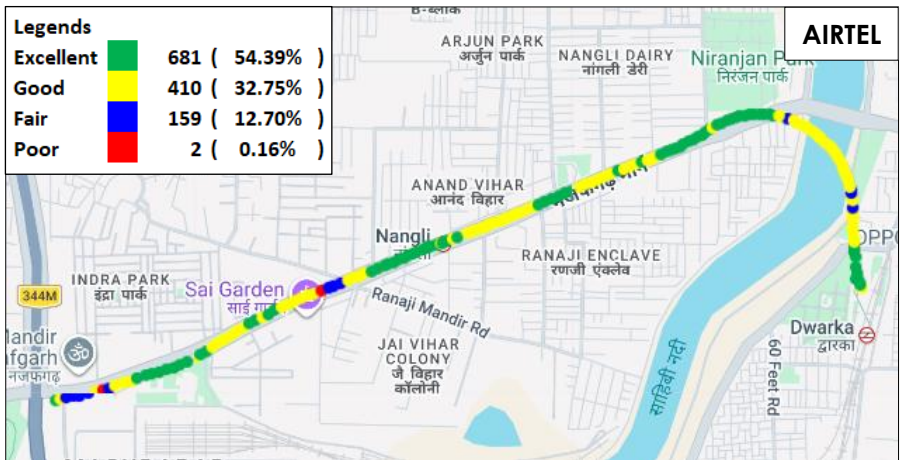 Legends
Excellent 681 ( 54.39% )
Good 410 ( 32.75% )
Fair 159 ( 12.70% )
Poor 2 ( 0.16% )
AIRTEL
ARJUN PARK
अर्जुन पार्क
NANGLI DAIRY
नांगली डेरी
Niranjan Park
निरंजन पार्क
ANAND VIHAR
आनंद विहार
Nangli
RANAJI ENCLAVE
रणजी एंक्लेव
INDRA PARK
इंद्रा पार्क
344M
Sai Garden
साई
Ranaji Mandir Rd
JAI VIHAR
COLONY
जै विहार
कॉलोनी
Mandir
नजफगढ़
साहिबी नदी
60 Feet Rd
Dwarka
द्वारका